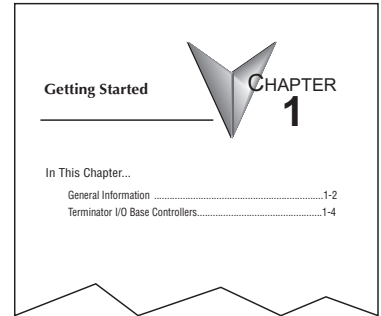 Getting Started
CHAPTER
1
In This Chapter...
General Information ...............................................................1-2
Terminator I/O Base Controllers...............................................1-4